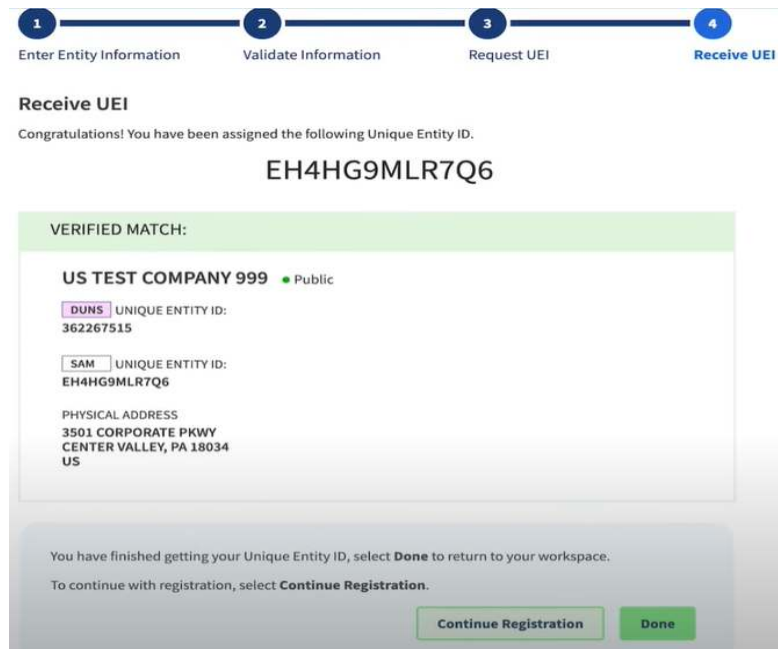 1 2 3 4
Enter Entity Information Validate Information Request UEI Receive UEI
Receive UEI
Congratulations! You have been assigned the following Unique Entity ID.
EH4HG9MLR7Q6
VERIFIED MATCH:
US TEST COMPANY 999 • Public
DUNS UNIQUE ENTITY ID:
362267515
SAM UNIQUE ENTITY ID:
EH4HG9MLR7Q6
PHYSICAL ADDRESS
3501 CORPORATE PKWY
CENTER VALLEY, PA 18034
US
You have finished getting your Unique Entity ID, select Done to return to your workspace.
To continue with registration, select Continue Registration.
Continue Registration Done